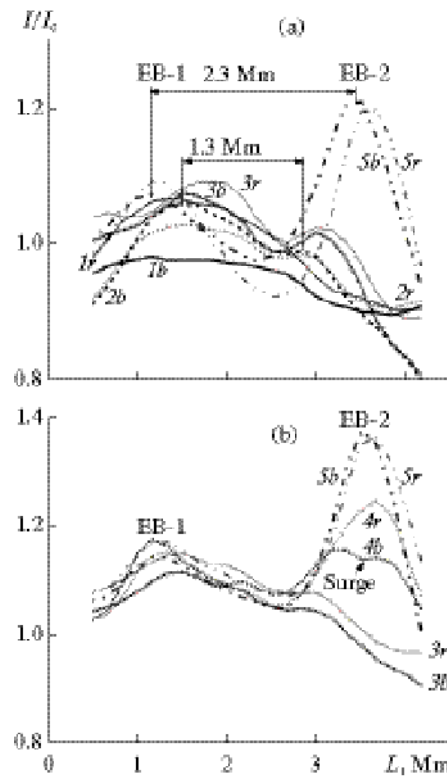 I/I
(a)
EB-1
2.3 Mm
EB-2
1.2
1.3 Mm
3b
3r
5b
5r
1.0
1b
2b
2r
0.8
1.4
(b)
EB-2
5b
5r
1.2
EB-1
4r
4b
Surge
1.0
3r
3b
0.8
0
1
2
3
L, Mm